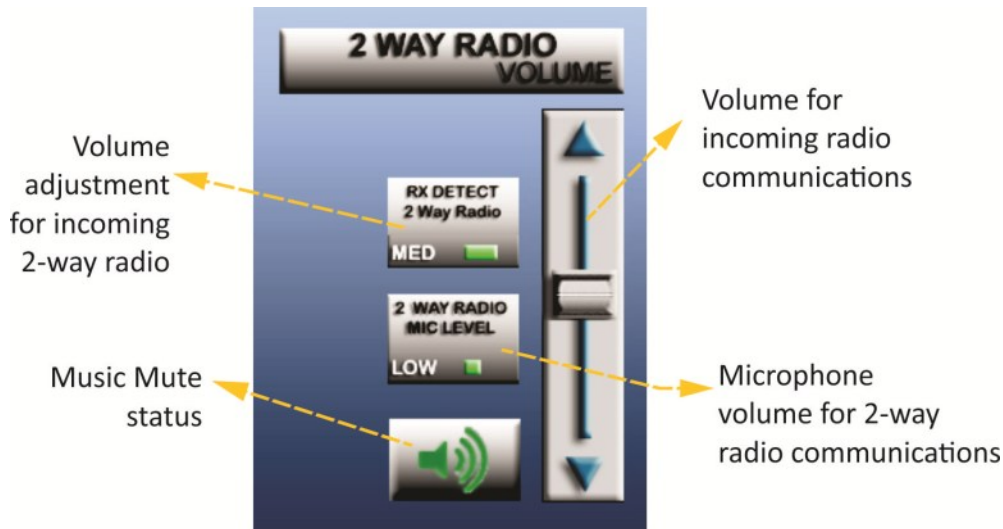 2 WAY RADIO
VOLUME
Volume
adjustment
for incoming
2-way radio
RX DETECT
2 Way Radio
MED
Volume for
incoming radio
communications
2 WAY RADIO
MIC LEVEL
LOW
Music Mute
status
Microphone
volume for 2-way
radio communications